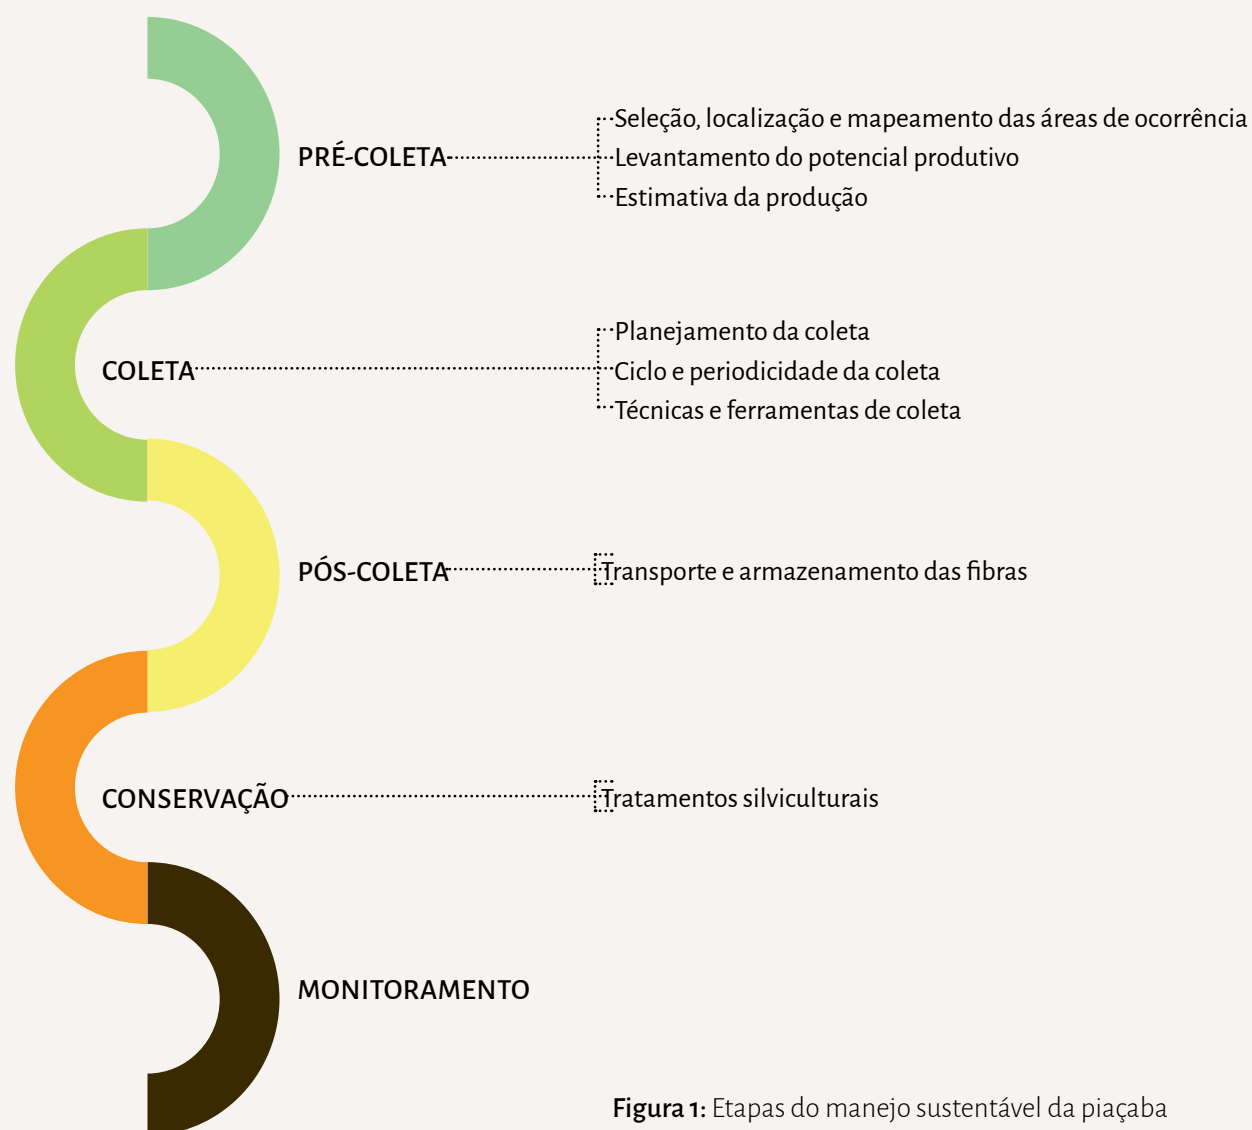 PRÉ-COLETA
Seleção, localização e mapeamento das áreas de ocorrência
Levantamento do potencial produtivo
Estimativa da produção
COLETA
Planejamento da coleta
Ciclo e periodicidade da coleta
Técnicas e ferramentas de coleta
PÓS-COLETA
Transporte e armazenamento das fibras
CONSERVAÇÃO
Tratamentos silviculturais
MONITORAMENTO
Figura 1: Etapas do manejo sustentável da piaçaba